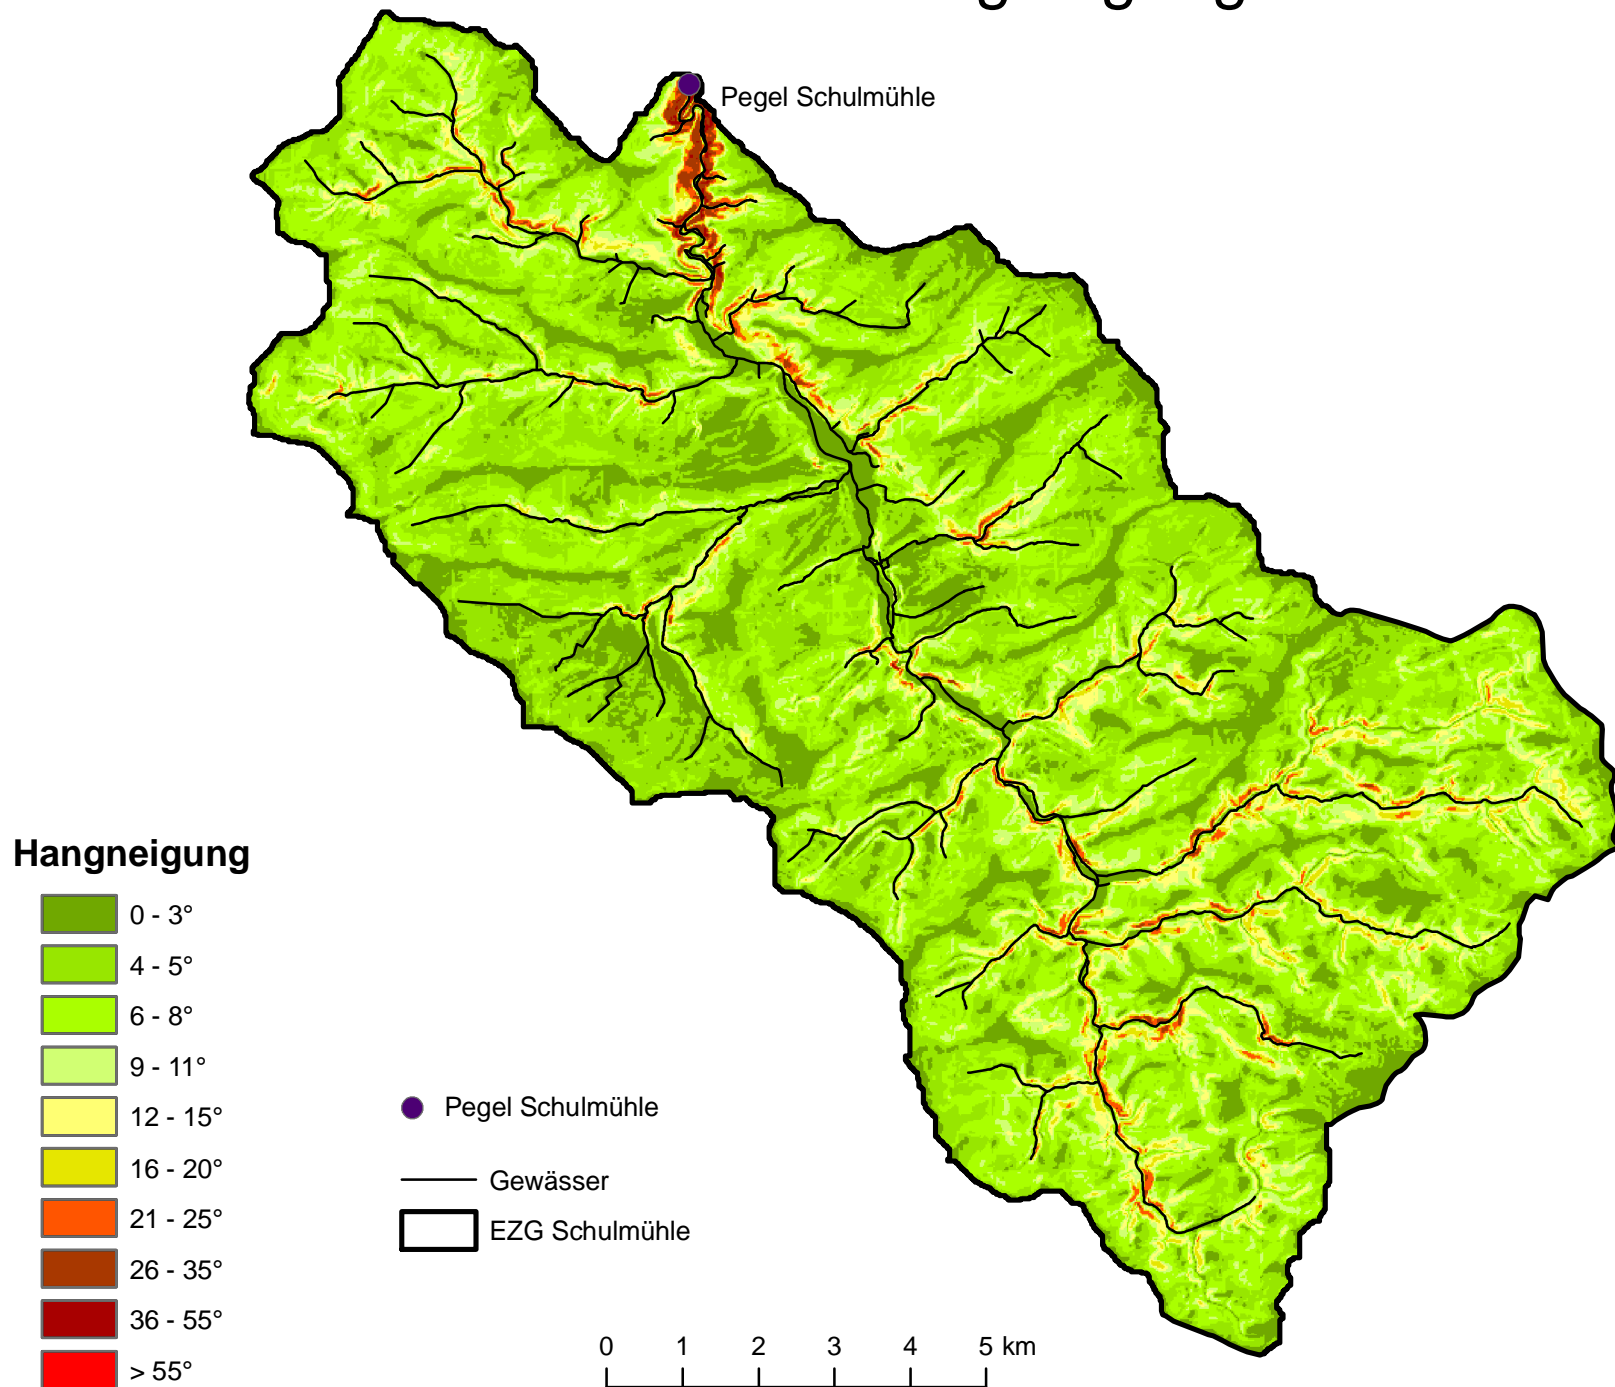 Pegel Schulmühle
Hangneigung
0 - 3°
4 - 5°
6 - 8°
9 - 11°
12 - 15°
16 - 20°
21 - 25°
26 - 35°
36 - 55°
> 55°
Pegel Schulmühle
Gewässer
EZG Schulmühle
0 1 2 3 4 5 km